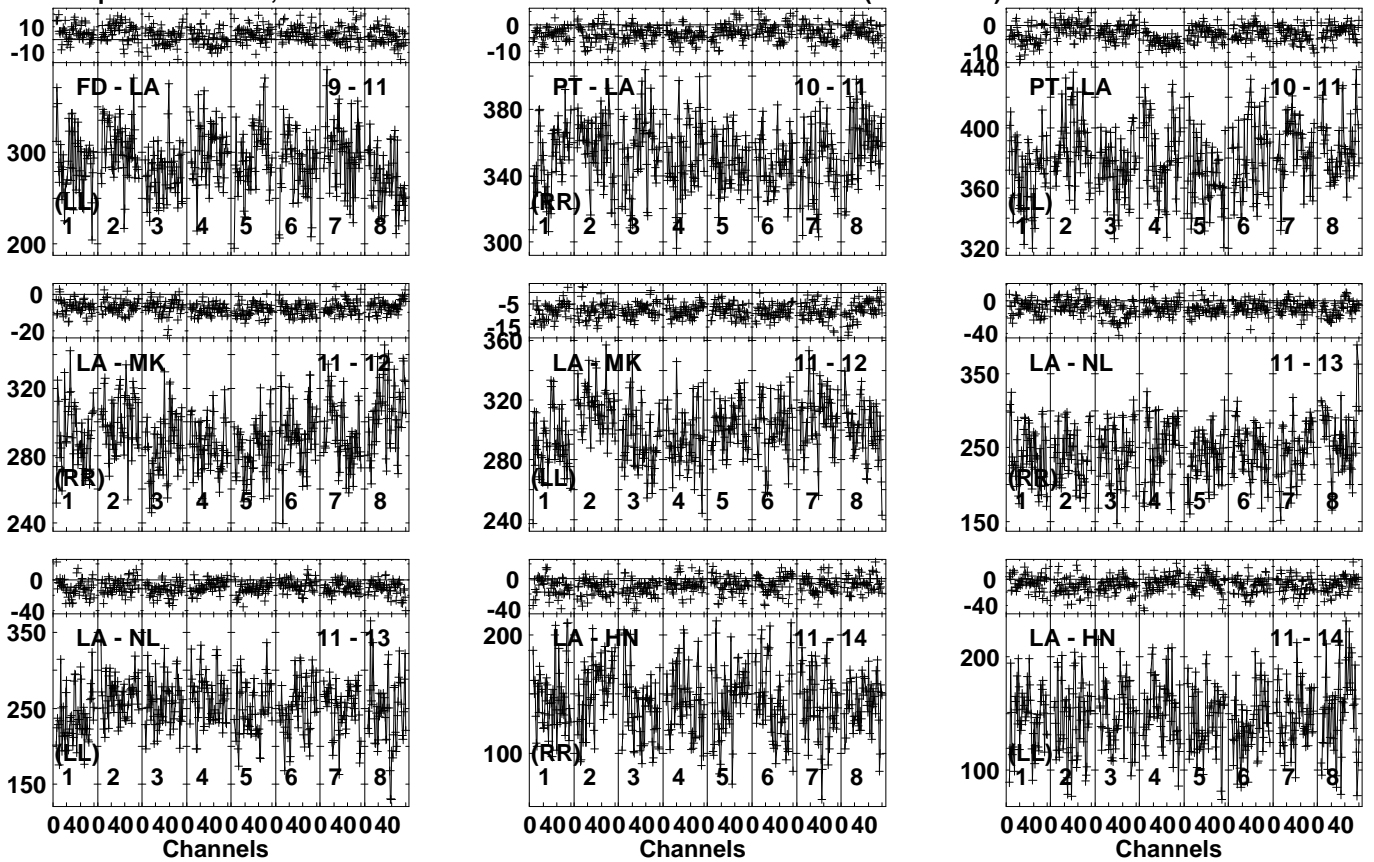 10 0 0
-10 -10 -10
440
FD - LA 9 - 11 PT - LA 10 - 11 PT - LA 10 - 11
380 400
300
340 360
(LL) (RR) (LL)
1 2 3 4 5 6 7 8 1 2 3 4 5 6 7 8 1 2 3 4 5 6 7 8
200 300 320
0 -5 0
-20 -15 -40
360
LA - MK 11 - 12 LA - MK 11 - 12 LA - NL 11 - 13
320 320 350
280 280 250
(RR) (LL) (RR)
1 2 3 4 5 6 7 8 1 2 3 4 5 6 7 8 1 2 3 4 5 6 7 8
240 240 150
0 0 0
-40 -40 -40
350 LA - NL 11 - 13 200 LA - HN 11 - 14 LA - HN 11 - 14
200
250
(LL) 100 (RR) (LL)
150 1 2 3 4 5 6 7 8 1 2 3 4 5 6 7 8 100 1 2 3 4 5 6 7 8
0 40 0 40 0 40 0 40 0 40 0 40 0 40 0 40 0 40 0 40 0 40 0 40 0 40 0 40 0 40 0 40 0 40 0 40 0 40 0 40 0 40 0 40 0 40 0 40
Channels Channels Channels